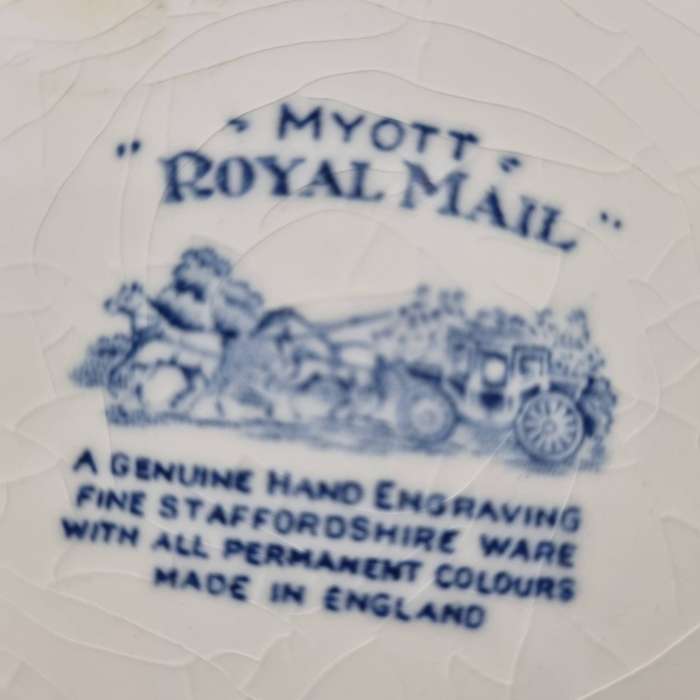 MYOTT
"ROYAL MAIL"
A GENUINE HAND ENGRAVING
FINE STAFFORDSHIRE WARE
WITH ALL PERMANENT COLOURS
MADE IN ENGLAND